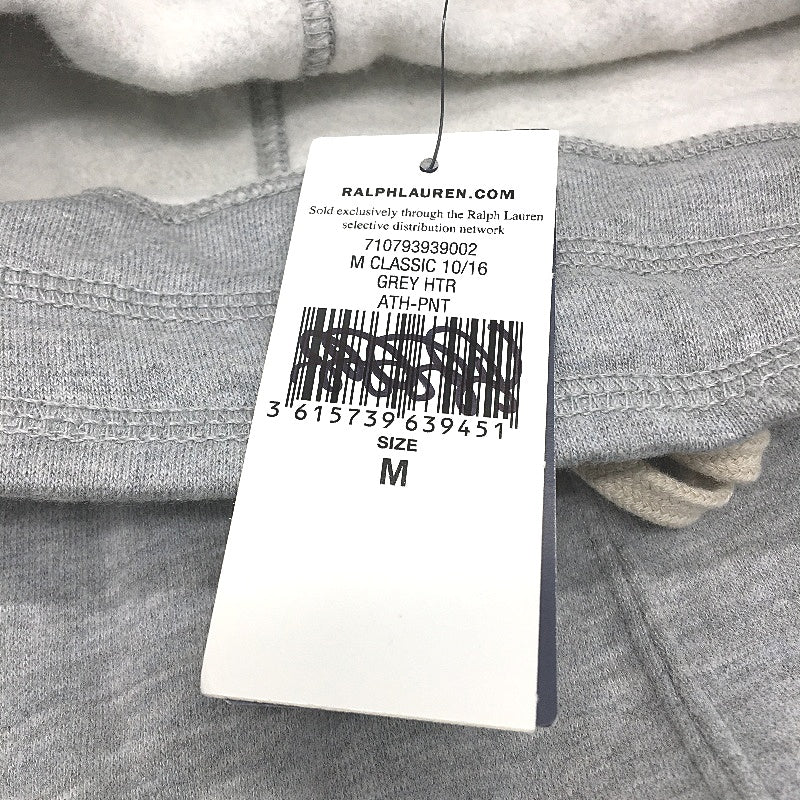 RALPHLAUREN.COM
Sold exclusively through the Ralph Lauren
selective distribution network
710793939002
M CLASSIC 10/16
GREY HTR
ATH-PNT
3 615739 639451
SIZE
M